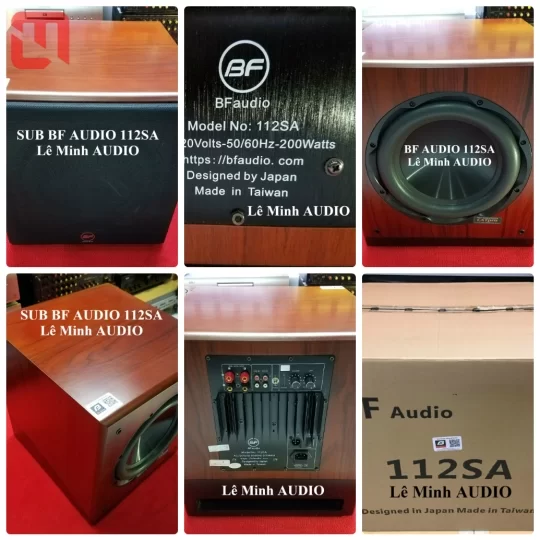 SUB BF AUDIO 112SA
Lê Minh AUDIO
BF
BFaudio
Model No: 112SA
20Volts-50/60Hz-200Watts
https://bfaudio.com
Designed by Japan
Made in Taiwan
Lê Minh AUDIO
BF AUDIO 112SA
Lê Minh AUDIO
SUB BF AUDIO 112SA
Lê Minh AUDIO
BF
Lê Minh AUDIO
F Audio
112SA
Lê Minh AUDIO
Designed in Japan Made in Taiwan